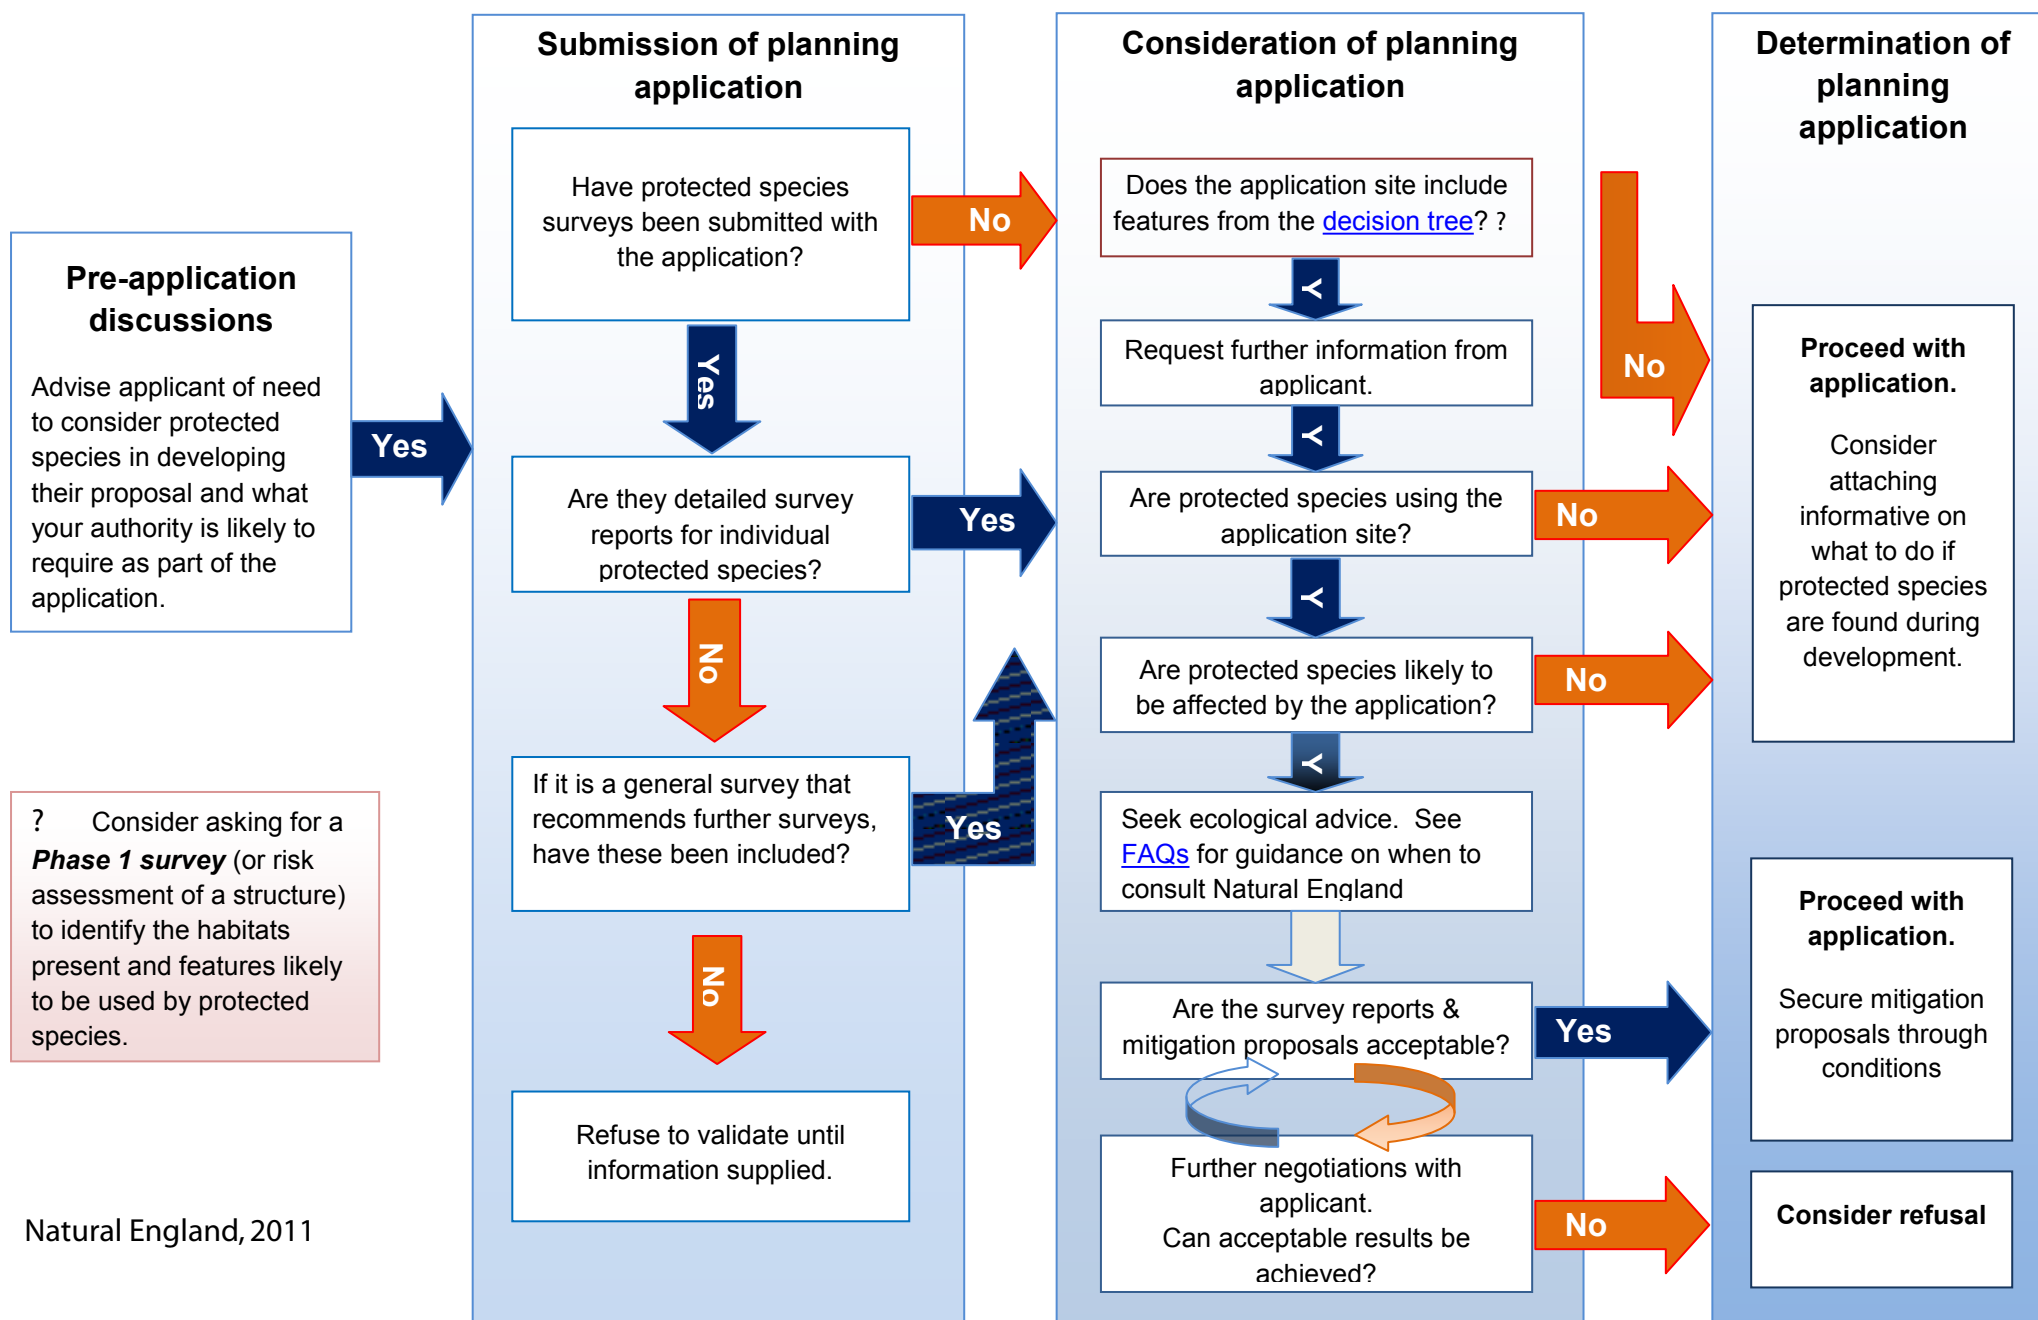 Pre-application
discussions
Advise applicant of need
to consider protected
species in developing
their proposal and what
your authority is likely to
require as part of the
application.
Yes
? Consider asking for a
Phase 1 survey (or risk
assessment of a structure)
to identify the habitats
present and features likely
to be used by protected
species.
Natural England, 2011
Submission of planning
application
Have protected species
surveys been submitted with
the application?
No
Yes
Are they detailed survey
reports for individual
protected species?
Yes
No
If it is a general survey that
recommends further surveys,
have these been included?
Yes
No
Refuse to validate until
information supplied.
Consideration of planning
application
Does the application site include
features from the decision tree? ?
Y
No
Request further information from
applicant.
Y
Are protected species using the
application site?
No
Y
Are protected species likely to
be affected by the application?
No
Y
Seek ecological advice. See
FAQs for guidance on when to
consult Natural England
Are the survey reports &
mitigation proposals acceptable?
Yes
Further negotiations with
applicant.
Can acceptable results be
achieved?
No
Determination of
planning
application
Proceed with
application.
Consider
attaching
informative on
what to do if
protected species
are found during
development.
Proceed with
application.
Secure mitigation
proposals through
conditions
Consider refusal